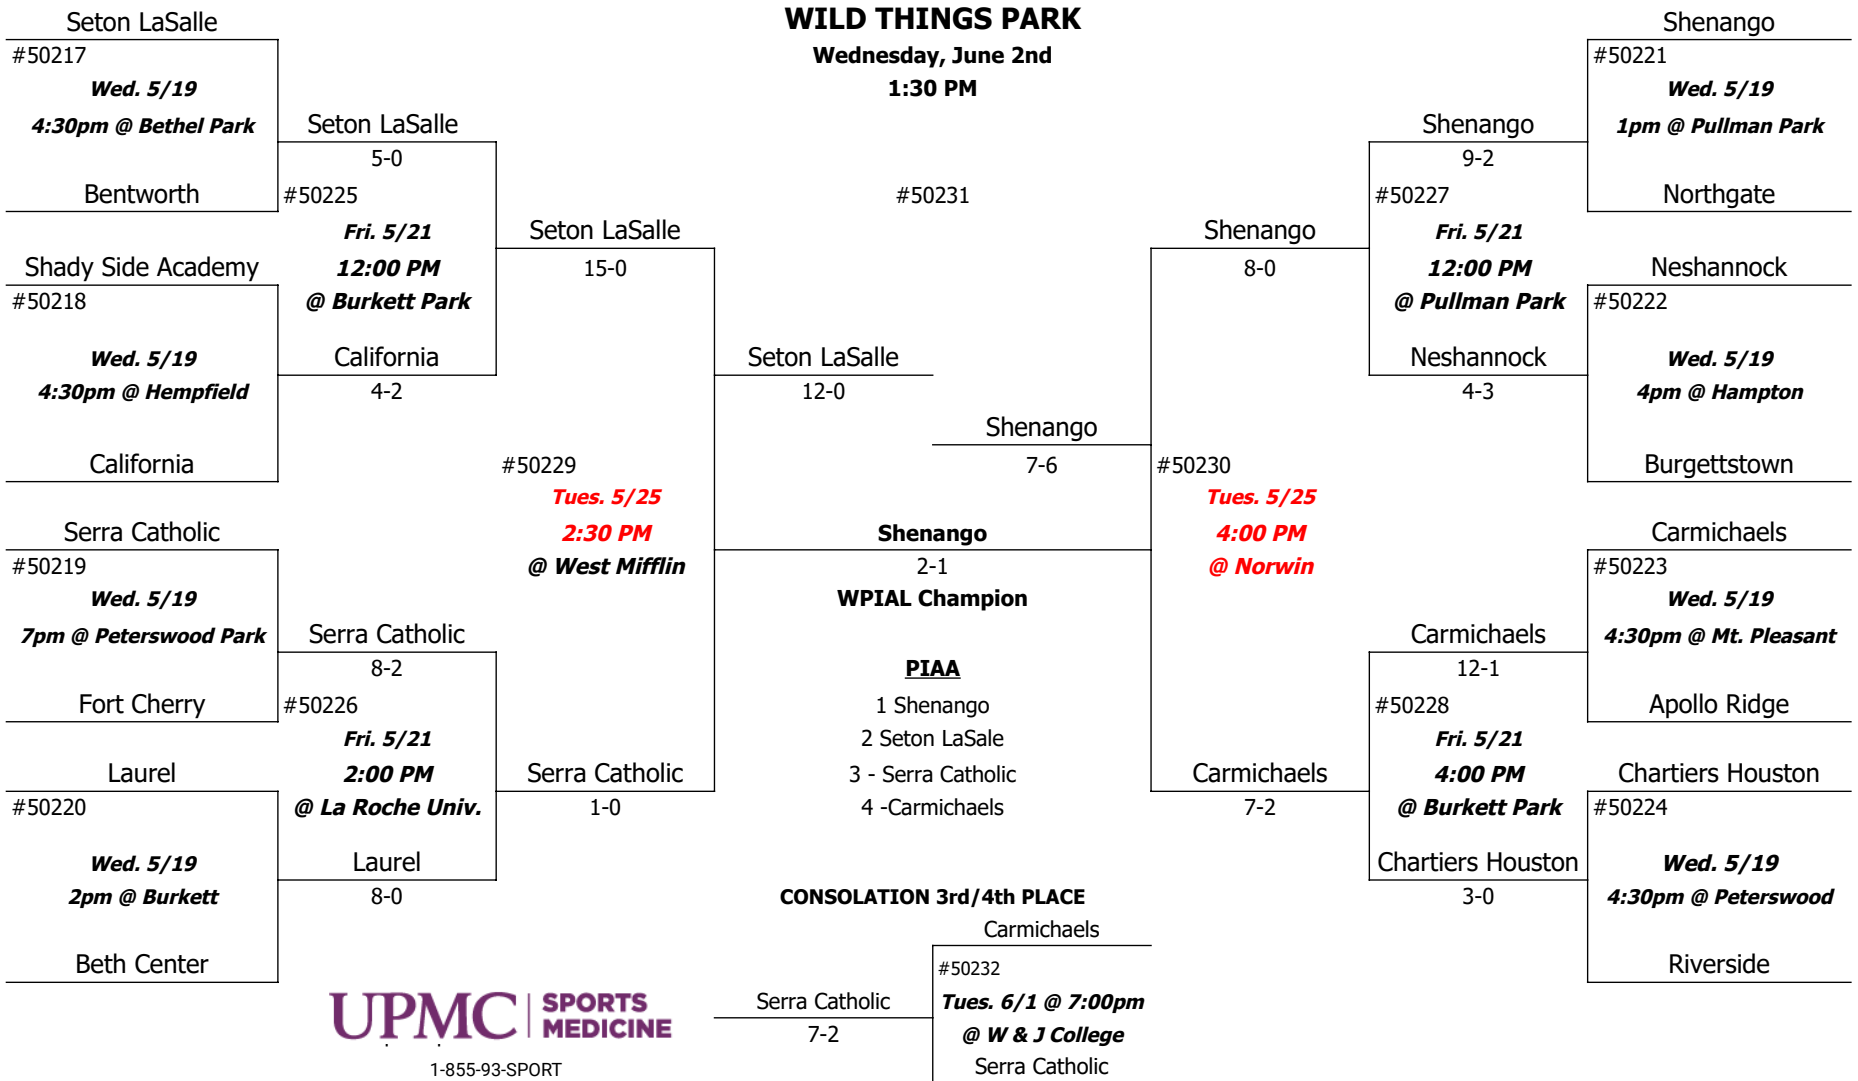 WILD THINGS PARK
Wednesday, June 2nd
1:30 PM
#50231
Seton LaSalle
#50217
Wed. 5/19
4:30pm @ Bethel Park
Bentworth
Shady Side Academy
#50218
Wed. 5/19
4:30pm @ Hempfield
California
Serra Catholic
#50219
Wed. 5/19
7pm @ Peterswood Park
Fort Cherry
Laurel
#50220
Wed. 5/19
2pm @ Burkett
Beth Center
Seton LaSalle
5-0
#50225
Fri. 5/21
12:00 PM
@ Burkett Park
California
4-2
Serra Catholic
8-2
#50226
Fri. 5/21
2:00 PM
@ La Roche Univ.
Laurel
8-0
Seton LaSalle
15-0
#50229
Tues. 5/25
2:30 PM
@ West Mifflin
Serra Catholic
1-0
Seton LaSalle
12-0
Shenango
7-6
Shenango
2-1
WPIAL Champion
PIAA
1 Shenango
2 Seton LaSale
3 - Serra Catholic
4 -Carmichaels
Shenango
8-0
#50230
Tues. 5/25
4:00 PM
@ Norwin
Carmichaels
7-2
Shenango
9-2
#50227
Fri. 5/21
12:00 PM
@ Pullman Park
Neshannock
4-3
Carmichaels
12-1
#50228
Fri. 5/21
4:00 PM
@ Burkett Park
Chartiers Houston
3-0
Shenango
#50221
Wed. 5/19
1pm @ Pullman Park
Northgate
Neshannock
#50222
Wed. 5/19
4pm @ Hampton
Burgettstown
Carmichaels
#50223
Wed. 5/19
4:30pm @ Mt. Pleasant
Apollo Ridge
Chartiers Houston
#50224
Wed. 5/19
4:30pm @ Peterswood
Riverside
CONSOLATION 3rd/4th PLACE
Carmichaels
#50232
Tues. 6/1 @ 7:00pm
@ W & J College
Serra Catholic
Serra Catholic
7-2
UPMC SPORTS
MEDICINE
1-855-93-SPORT